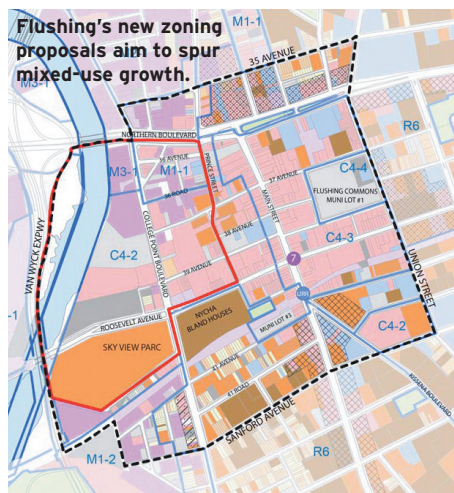 Flushing's new zoning
proposals aim to spur
mixed-use growth.
M1-1
M3-1
35 AVENUE
NORTHERN BOULEVARD
R6
M3-1
M1-1
36 AVENUE
PRINCE STREET
36 ROAD
37 AVENUE
C4-4
FLUSHING COMMONS
MUNI LOT #1
MAIN STREET
COLLEGE POINT BOULEVARD
38 AVENUE
C4-3
VAN WYCK EXPWY
C4-2
39 AVENUE
7
UNION STREET
LIRR
-1
ROOSEVELT AVENUE
NYCHA
BLAND HOUSES
MUNI LOT #3
C4-2
SKY VIEW PARC
41 AVENUE
41 ROAD
KISSENA BOULEVARD
SANFORD AVENUE
M1-2
R6